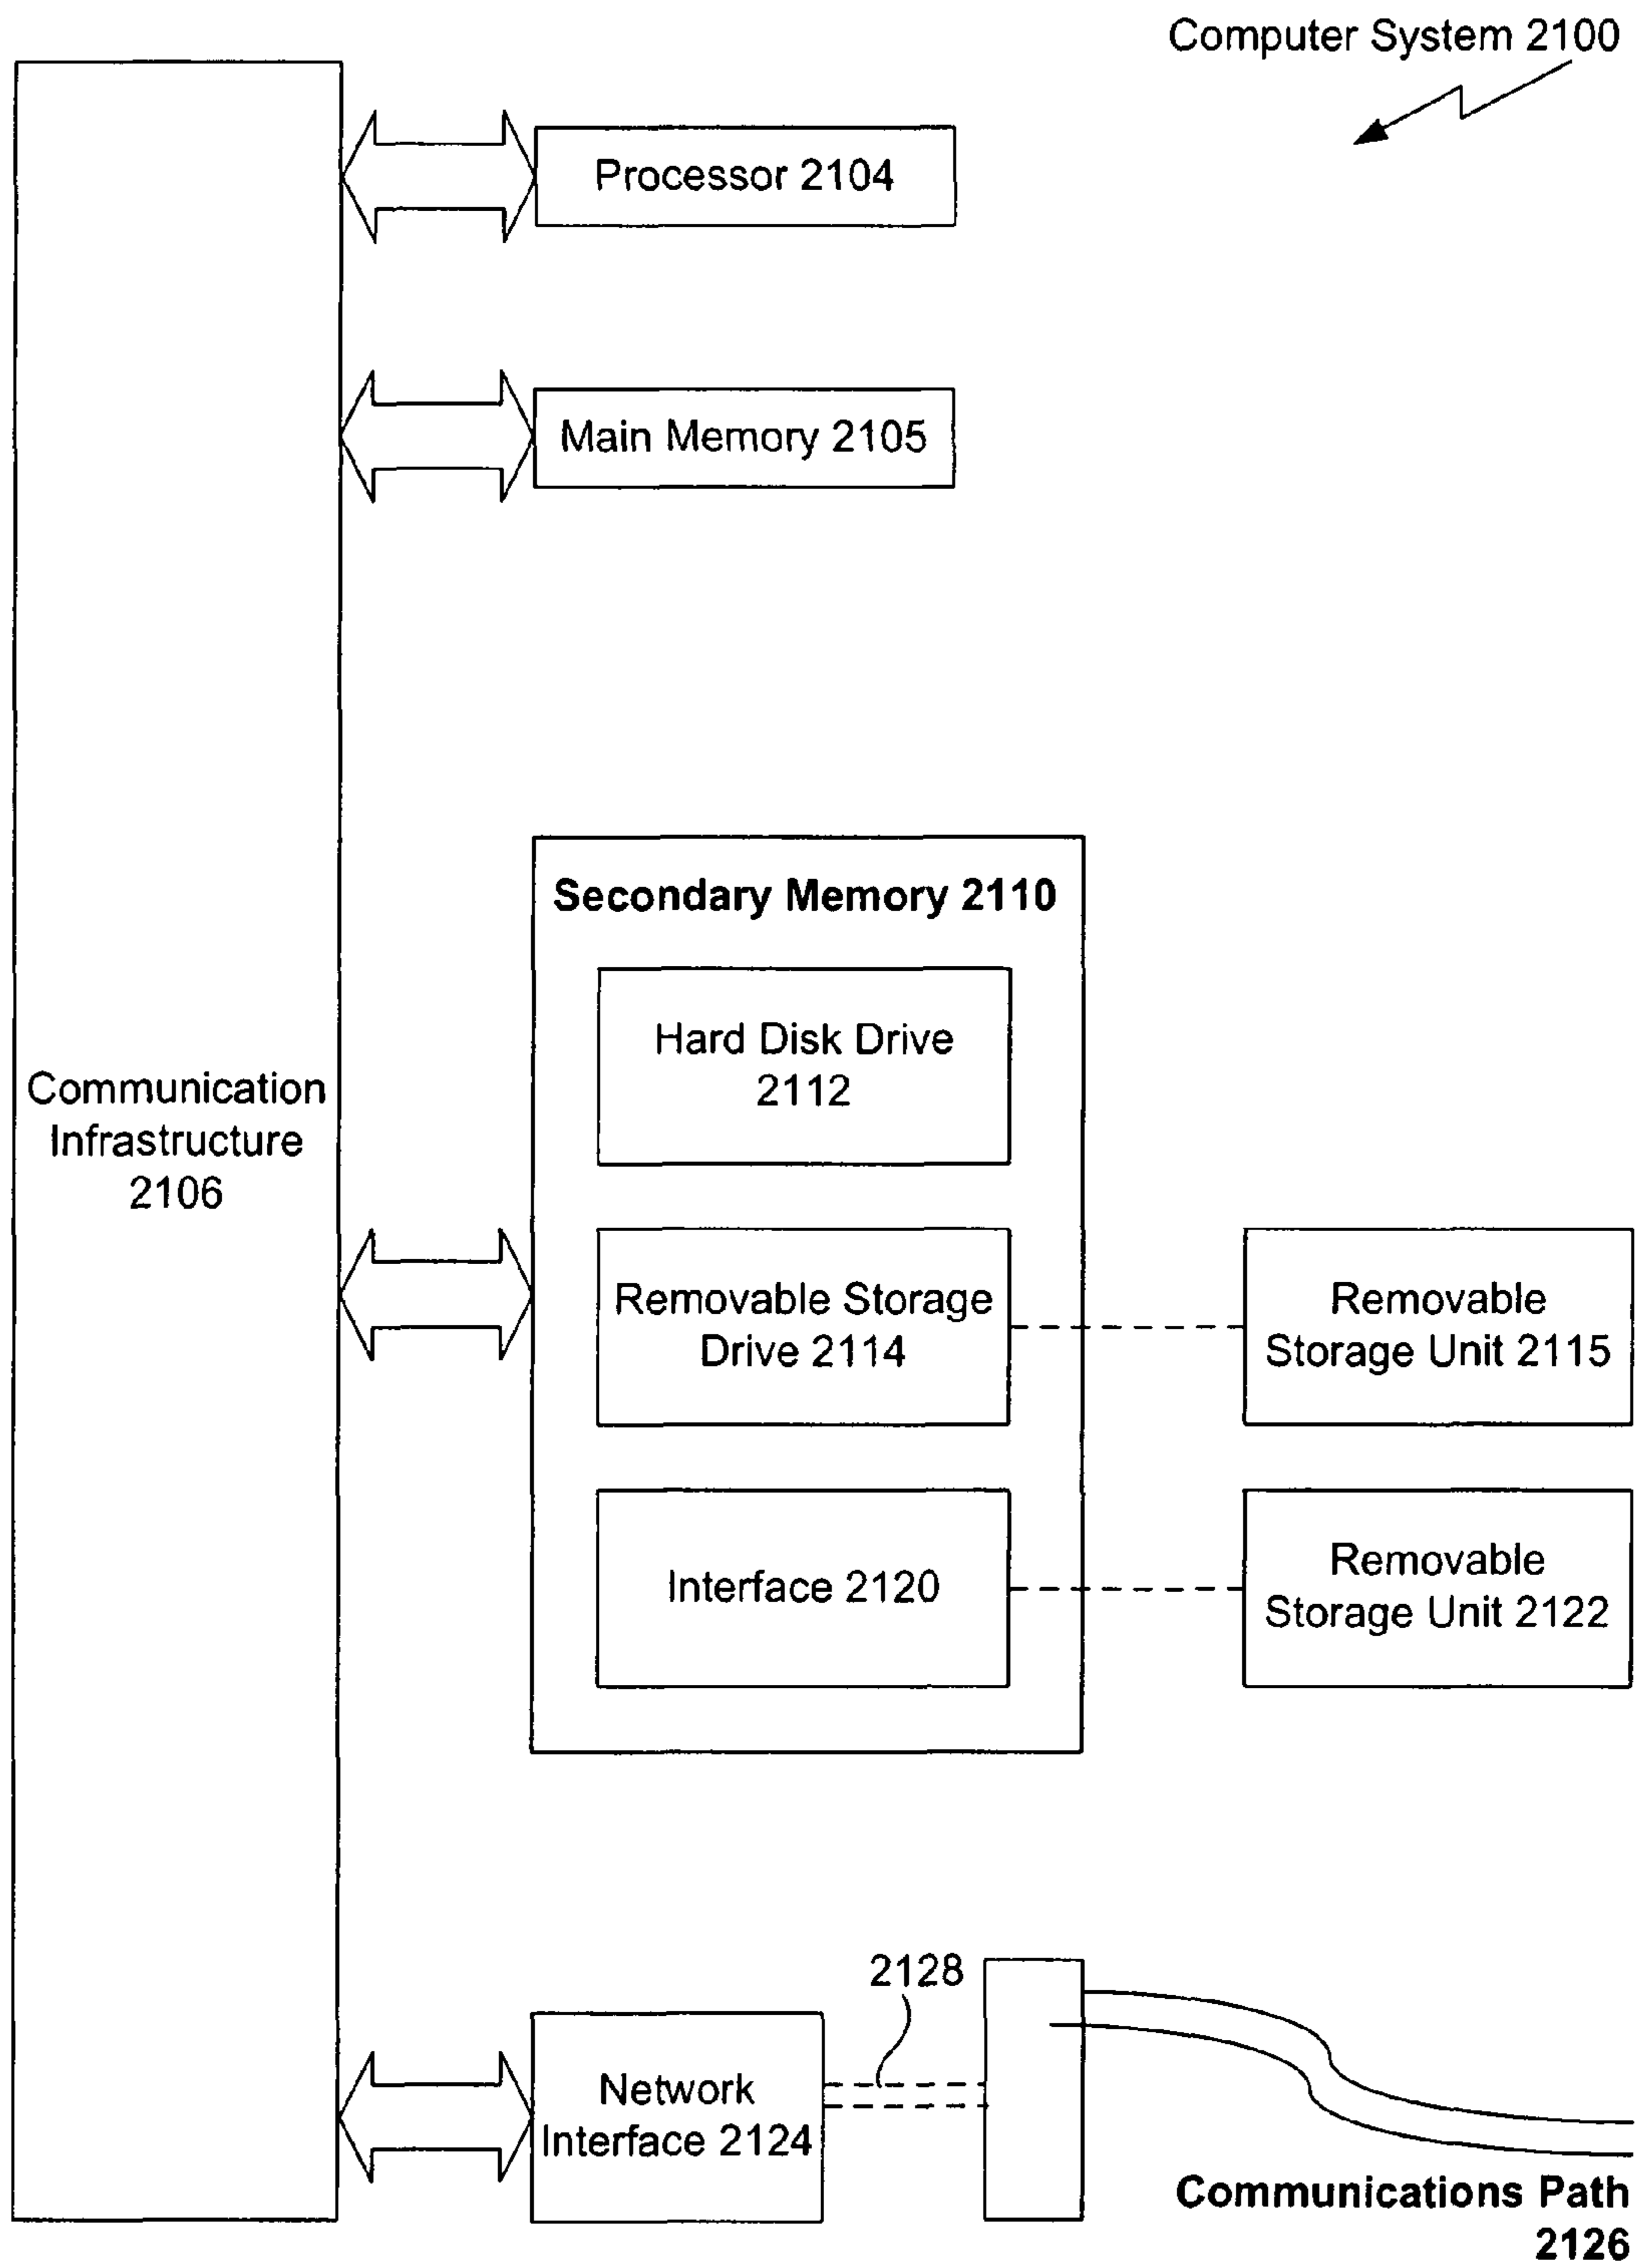 Computer System 2100
Processor 2104
Main Memory 2105
Secondary Memory 2110
Hard Disk Drive
2112
Communication
Infrastructure
2106
Removable Storage
Drive 2114
Removable
Storage Unit 2115
Interface 2120
Removable
Storage Unit 2122
2128
Network
Interface 2124
Communications Path
2126